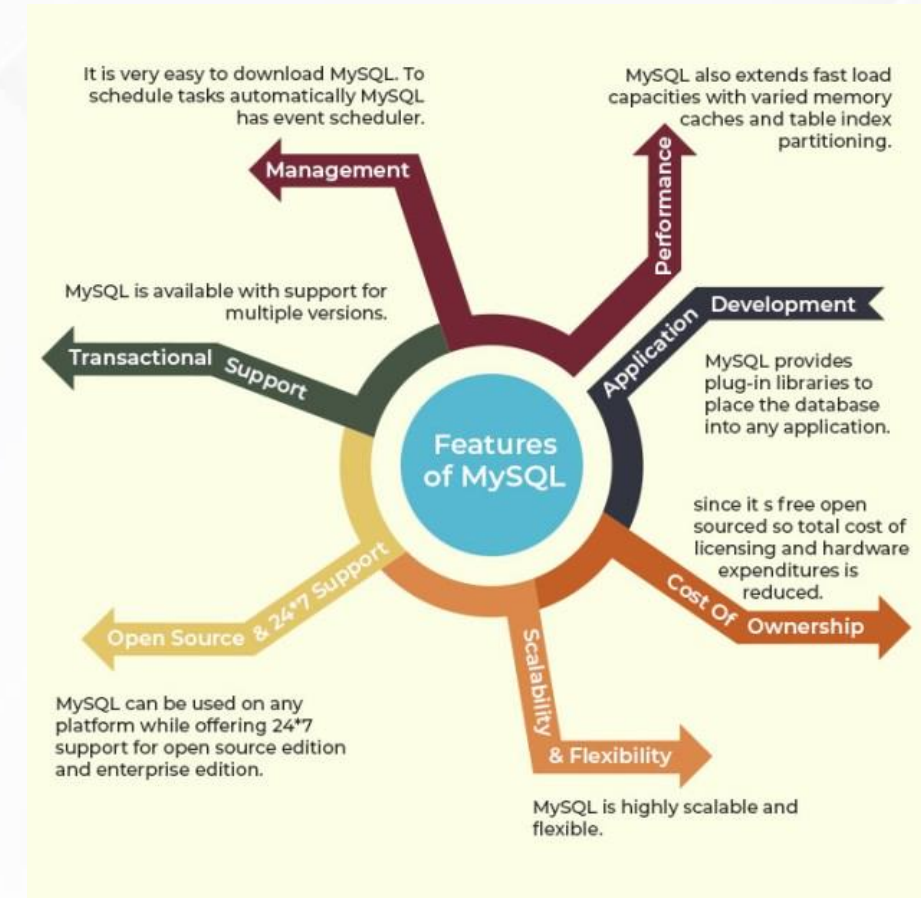 Features
of MySQL
It is very easy to download MySQL. To
schedule tasks automatically MySQL
has event scheduler.
Management
MySQL also extends fast load
capacities with varied memory
caches and table index
partitioning.
Performance
Application Development
MySQL provides
plug-in libraries to
place the database
into any application.
since it s free open
sourced so total cost of
licensing and hardware
expenditures is
reduced.
Cost Of Ownership
Scalability
& Flexibility
MySQL is highly scalable and
flexible.
Open Source & 24*7 Support
MySQL can be used on any
platform while offering 24*7
support for open source edition
and enterprise edition.
MySQL is available with support for
multiple versions.
Transactional Support